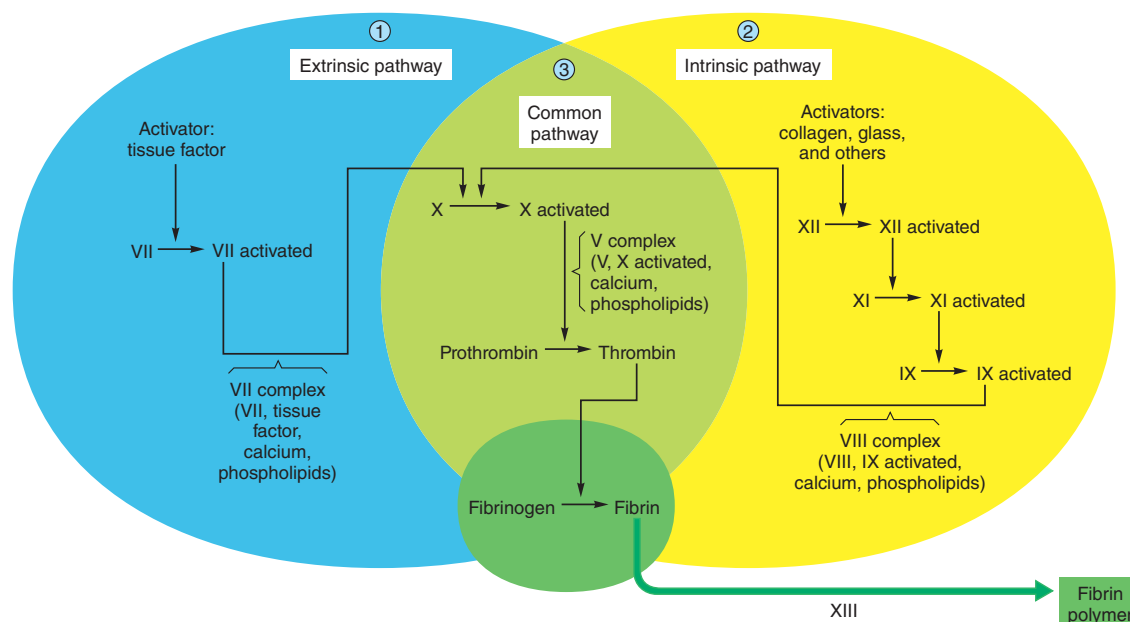 1
Extrinsic pathway
Activator:
tissue factor
VII
VII activated
VII complex
(VII, tissue
factor,
calcium,
phospholipids)
3
Common
pathway
X
X activated
V complex
(V, X activated,
calcium,
phospholipids)
Prothrombin
Thrombin
Fibrinogen
Fibrin
2
Intrinsic pathway
Activators:
collagen, glass,
and others
XII
XII activated
XI
XI activated
IX
IX activated
VIII complex
(VIII, IX activated,
calcium, phospholipids)
XIII
Fibrin
polymer